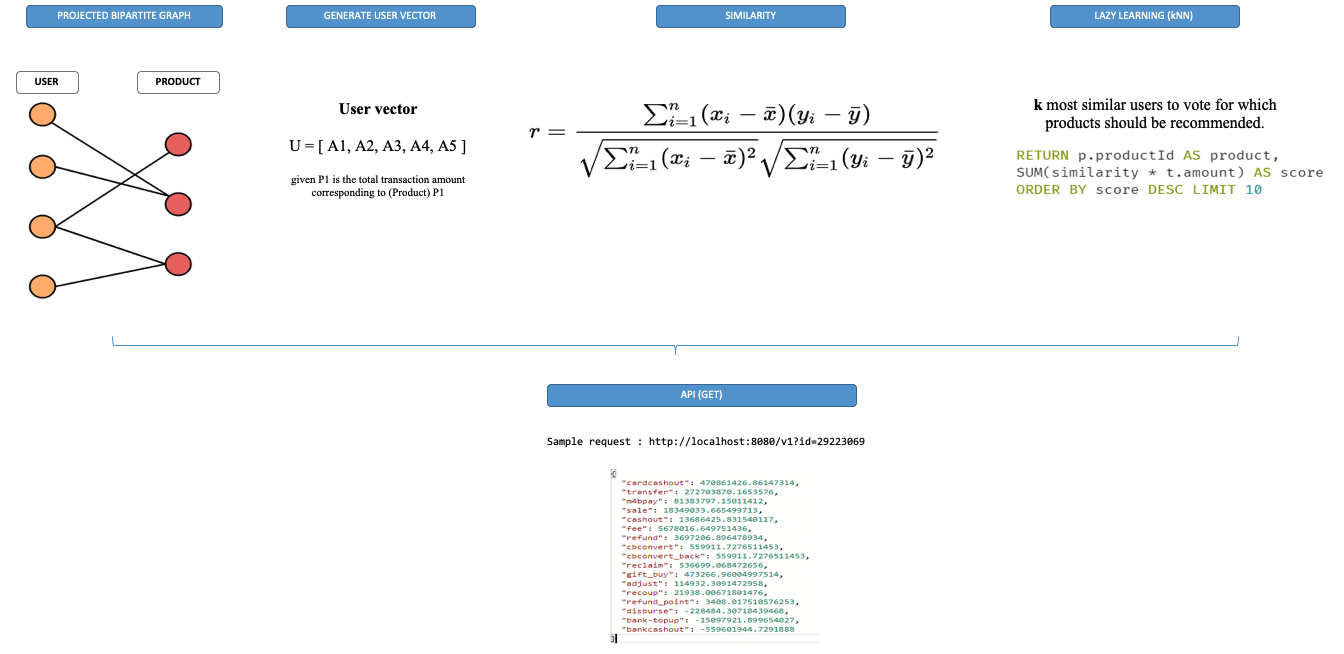 PROJECTED BIPARTITE GRAPH
GENERATE USER VECTOR
SIMILARITY
LAZY LEARNING (kNN)
USER
PRODUCT
User vector
U = [ A1, A2, A3, A4, A5 ]
given P1 is the total transaction amount
corresponding to (Product) P1
r = \frac{\sum_{i=1}^{n}(x_i - \bar{x})(y_i - \bar{y})}{\sqrt{\sum_{i=1}^{n}(x_i - \bar{x})^2}\sqrt{\sum_{i=1}^{n}(y_i - \bar{y})^2}}
k most similar users to vote for which
products should be recommended.
RETURN p.productId AS product,
SUM(similarity * t.amount) AS score
ORDER BY score DESC LIMIT 10
API (GET)
Sample request : http://localhost:8080/v1?id=29223069
{
"cardcashout": 470861426.86147314,
"transfer": 272703870.1653576,
"m4bpay": 81383797.15011412,
"sale": 18349033.665499713,
"cashout": 13686425.831540117,
"fee": 5678016.649751436,
"refund": 3697206.896478934,
"cbconvert": 559911.7276511453,
"cbconvert_back": 559911.7276511453,
"reclaim": 536699.068472656,
"gift_buy": 473266.96004997514,
"adjust": 114932.3091472958,
"recoup": 21938.00671801476,
"refund_point": 3408.017510576253,
"disburse": -228484.30718439468,
"bank-topup": -15097921.899654027,
"bankcashout": -559601944.7291888
}